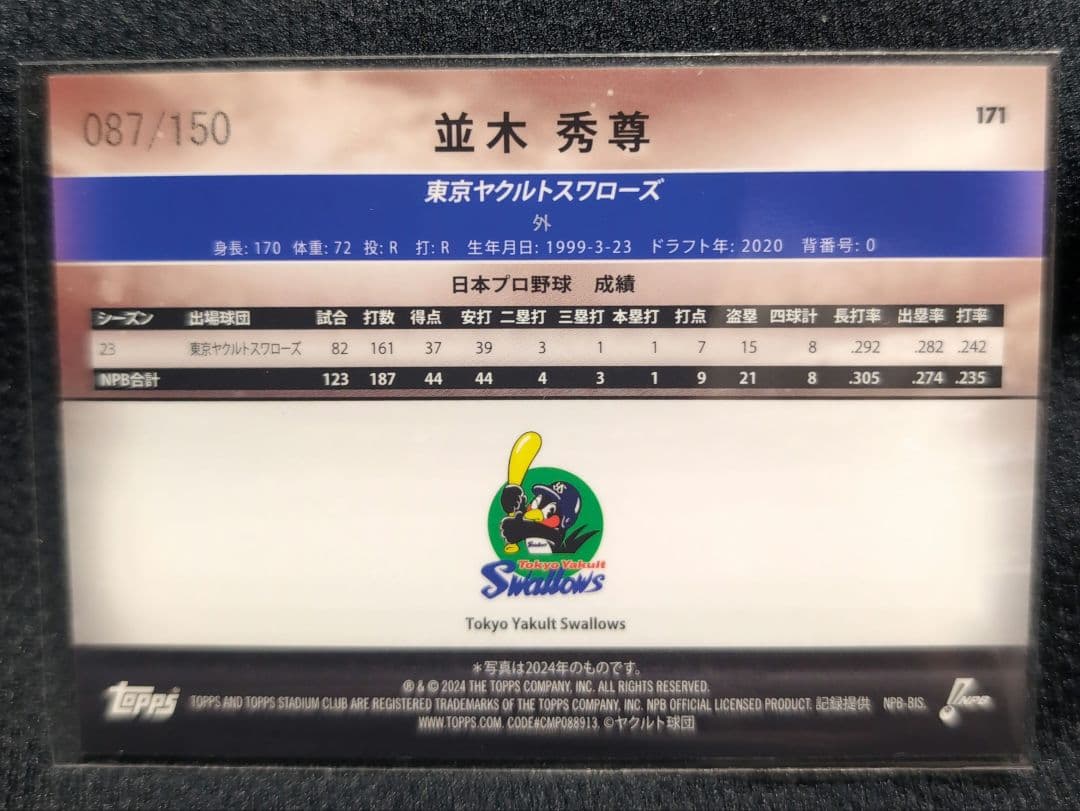 087/150
並木 秀尊
171
東京ヤクルトスワローズ
外
身長: 170 体重: 72 投: R 打: R 生年月日: 1999-3-23 ドラフト年: 2020 背番号: 0
日本プロ野球 成績
シーズン 出場球団 試合 打数 得点 安打 二塁打 三塁打 本塁打 打点 盗塁 四球計 長打率 出塁率 打率
23 東京ヤクルトスワローズ 82 161 37 39 3 1 1 7 15 8 .292 .282 .242
NPB合計 123 187 44 44 4 3 1 9 21 8 .305 .274 .235
Tokyo Yakult
Swallows
Tokyo Yakult Swallows
*写真は2024年のものです。
® & © 2024 THE TOPPS COMPANY, INC. ALL RIGHTS RESERVED.
topps TOPPS AND TOPPS STADIUM CLUB ARE REGISTERED TRADEMARKS OF THE TOPPS COMPANY, INC. NPB OFFICIAL LICENSED PRODUCT. 記録提供 NPB-BIS. NPB
WWW.TOPPS.COM. CODE#CMP088913. ©ヤクルト球団